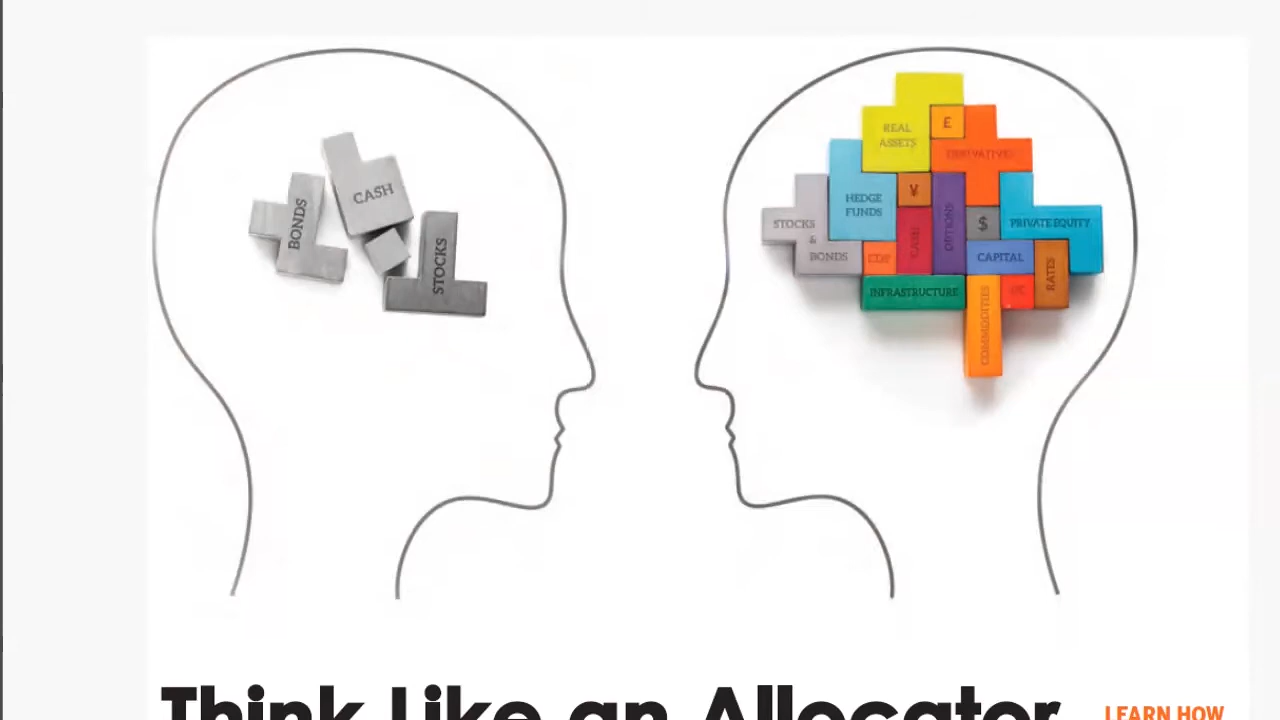 BONDS
CASH
STOCKS
REAL
ASSETS
£
DERIVATIVES
HEDGE
FUNDS
¥
CASH
OPTIONS
$
PRIVATE EQUITY
STOCKS
&
BONDS
CAPITAL
RATES
INFRASTRUCTURE
COMMODITIES
Think Like an Allocator
LEARN HOW